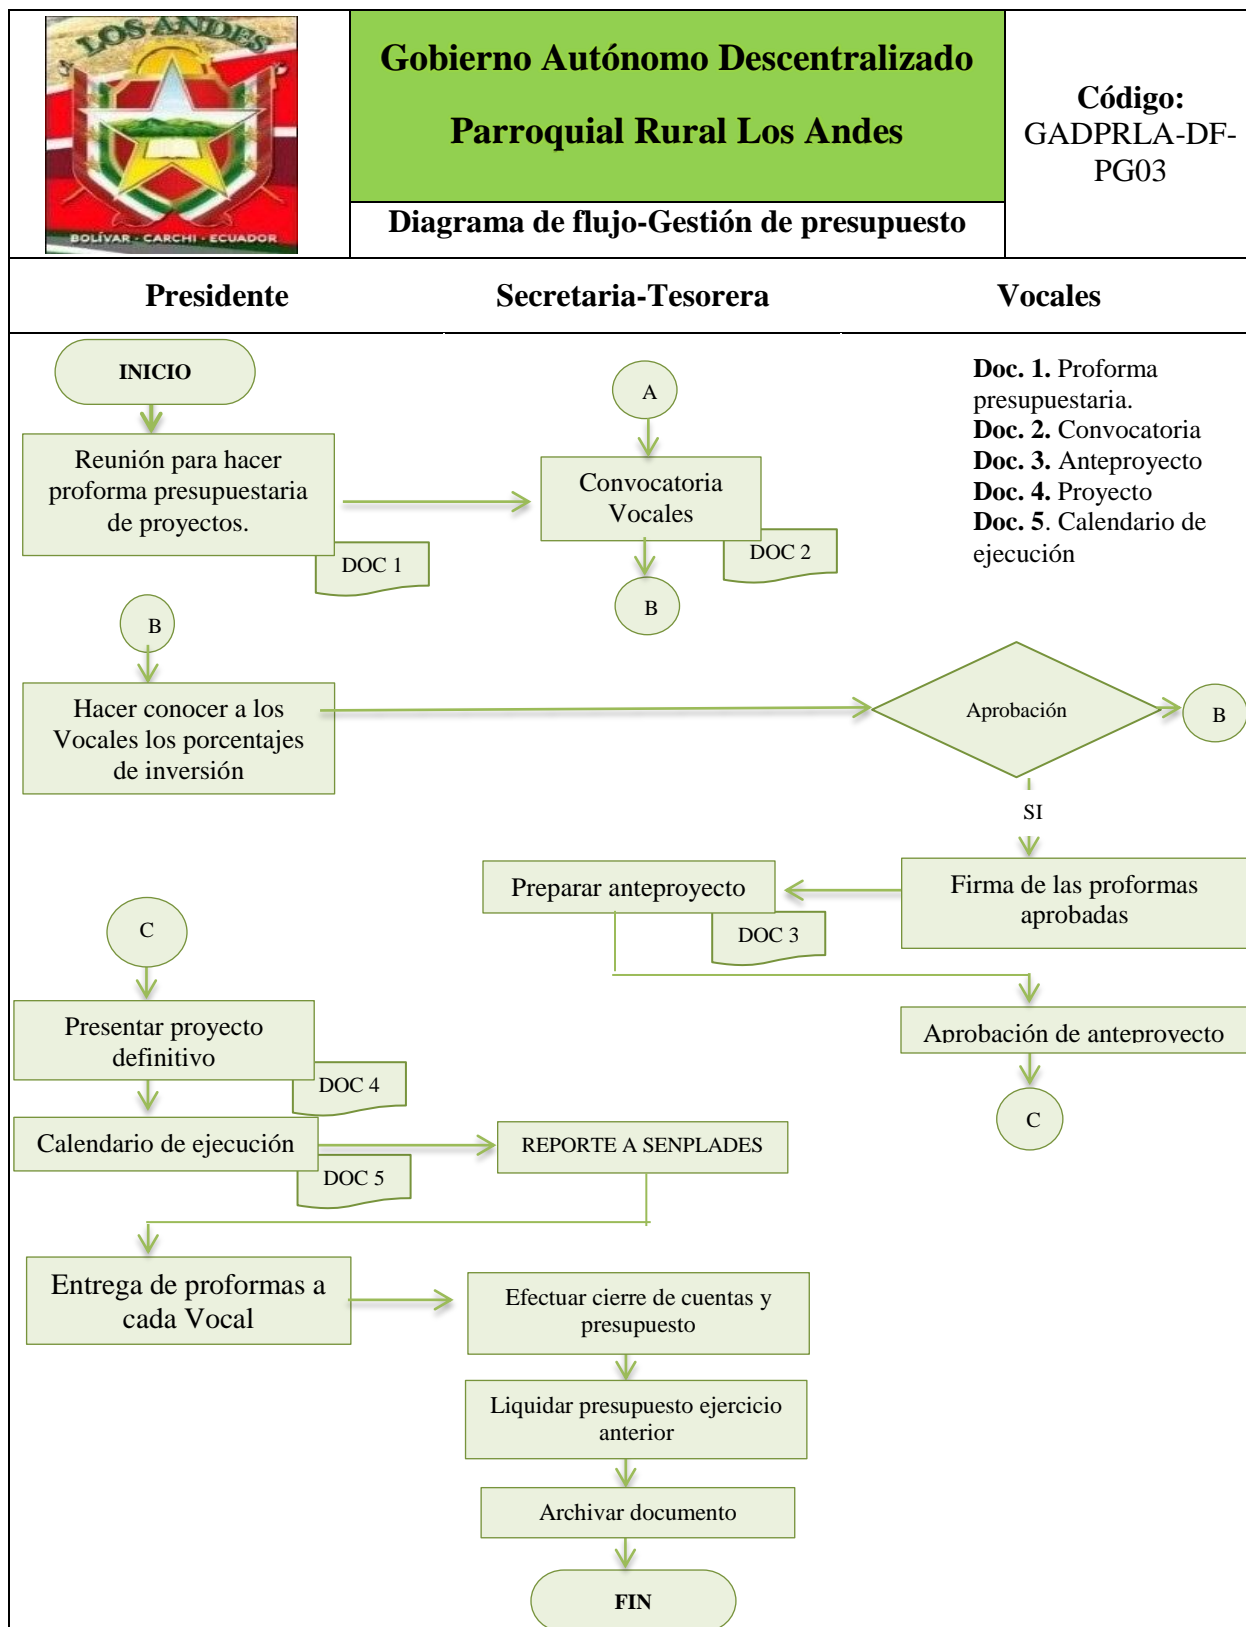 LOS ANDES
BOLÍVAR - CARCHI - ECUADOR
Gobierno Autónomo Descentralizado
Parroquial Rural Los Andes
Diagrama de flujo-Gestión de presupuesto
Código:
GADPRLA-DF-
PG03
Presidente
Secretaria-Tesorera
Vocales
INICIO
A
Doc. 1. Proforma
presupuestaria.
Doc. 2. Convocatoria
Doc. 3. Anteproyecto
Doc. 4. Proyecto
Doc. 5. Calendario de
ejecución
Reunión para hacer
proforma presupuestaria
de proyectos.
DOC 1
Convocatoria
Vocales
DOC 2
B
B
Hacer conocer a los
Vocales los porcentajes
de inversión
Aprobación
B
SI
Firma de las proformas
aprobadas
Preparar anteproyecto
DOC 3
C
Presentar proyecto
definitivo
DOC 4
Aprobación de anteproyecto
C
Calendario de ejecución
DOC 5
REPORTE A SENPLADES
Entrega de proformas a
cada Vocal
Efectuar cierre de cuentas y
presupuesto
Liquidar presupuesto ejercicio
anterior
Archivar documento
FIN